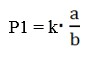 P1 = k· a/b